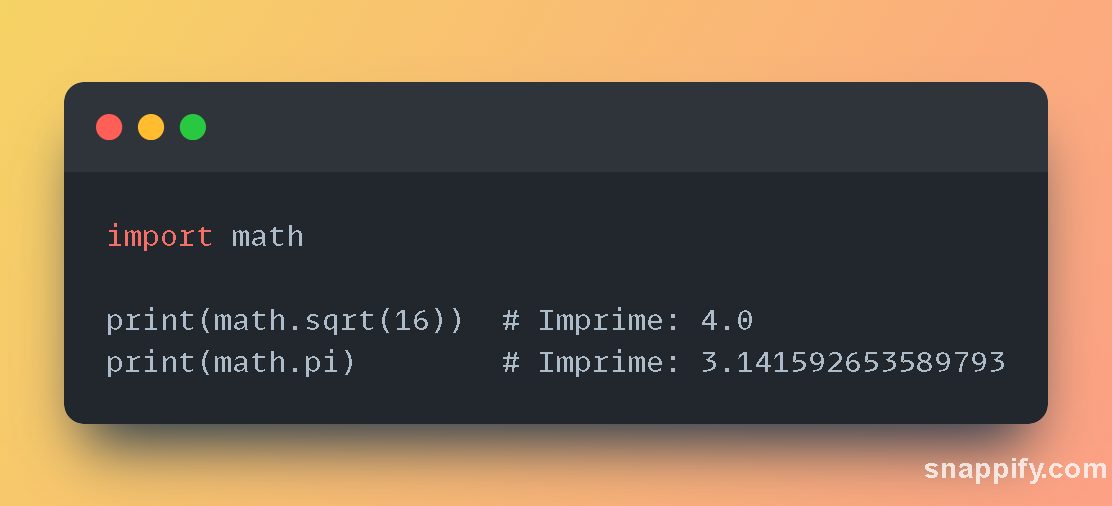 import math
print(math.sqrt(16))  # Imprime: 4.0
print(math.pi)        # Imprime: 3.141592653589793
snappify.com